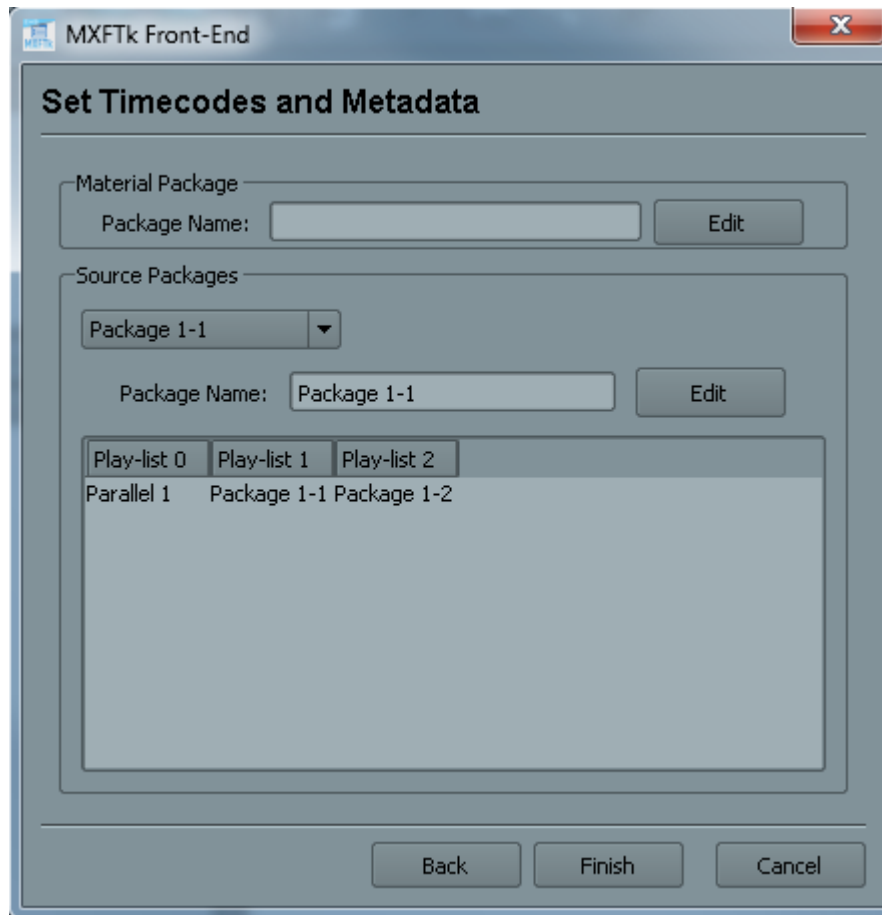 MXFTk Front-End
Set Timecodes and Metadata
Material Package
Package Name: Edit
Source Packages
Package 1-1
Package Name: Package 1-1 Edit
Play-list 0 Play-list 1 Play-list 2
Parallel 1 Package 1-1 Package 1-2
Back Finish Cancel